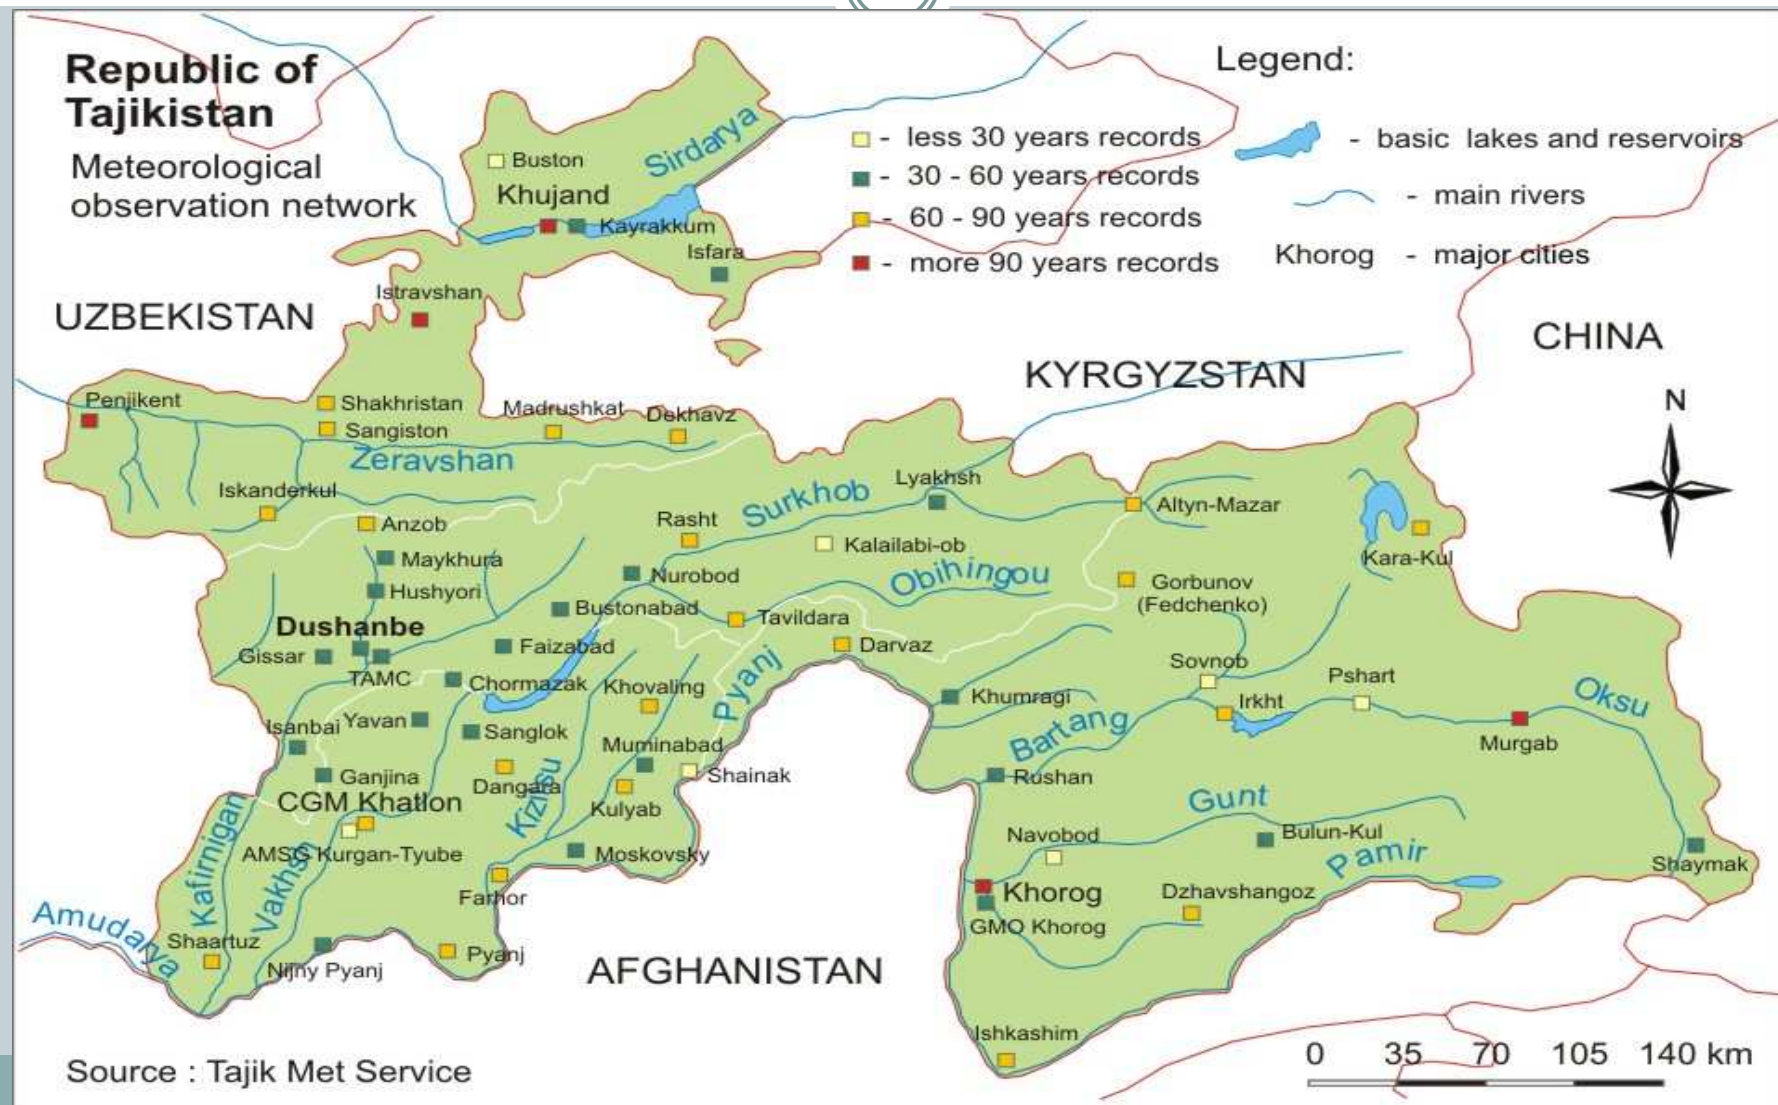 Republic of
Tajikistan
Meteorological
observation network
Legend:
- less 30 years records
- 30 - 60 years records
- 60 - 90 years records
- more 90 years records
- basic lakes and reservoirs
- main rivers
Khorog - major cities
Buston
Sirdarya
Khujand
Kayrakkum
Isfara
Istravshan
UZBEKISTAN
CHINA
KYRGYZSTAN
N
Penjikent
Shakhristan
Madrushkat
Dekhavz
Sangiston
Zeravshan
Iskanderkul
Anzob
Rasht
Surkhob
Lyakhsh
Altyn-Mazar
Kalailabi-ob
Kara-Kul
Maykhura
Nurobod
Obihingou
Gorbunov
(Fedchenko)
Hushyori
Bustonabad
Tavildara
Dushanbe
Faizabad
Darvaz
Gissar
TAMC
Chormazak
Khovaling
Pyanj
Khumragi
Sovnob
Pshart
Irkht
Oksu
Isanbai
Yavan
Sanglok
Muminabad
Bartang
Murgab
Ganjina
Dangara
Kizilsu
Kulyab
Shainak
Rushan
CGM Khatlon
Gunt
Kafirnigan
Vakhsh
AMSG Kurgan-Tyube
Moskovsky
Navobod
Bulun-Kul
Pamir
Shaymak
Farhor
Khorog
Dzhavshangoz
GMO Khorog
Amudarya
Shaartuz
Nijny Pyanj
Pyanj
AFGHANISTAN
Ishkashim
Source : Tajik Met Service
0 35 70 105 140 km